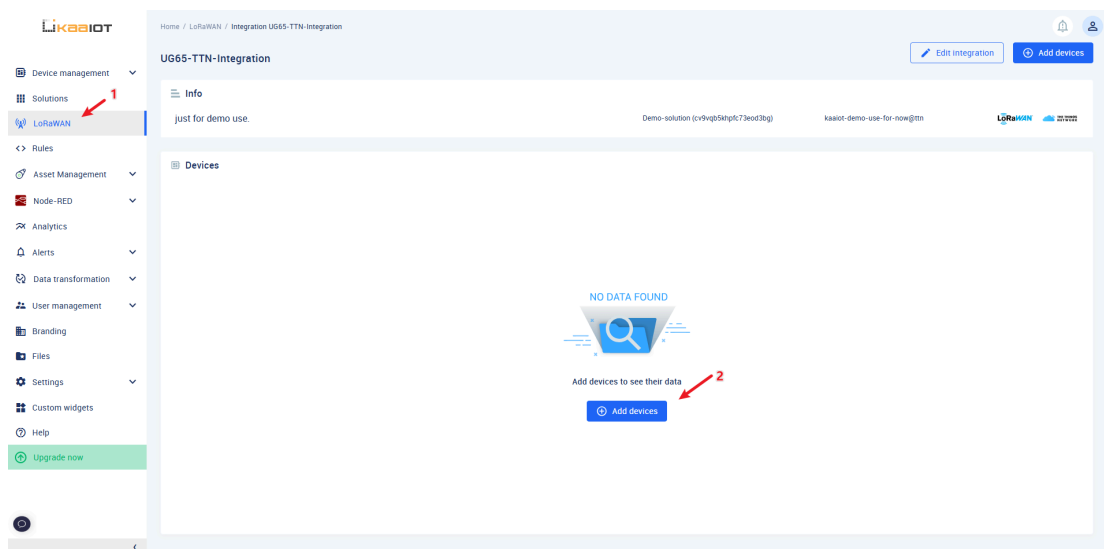 KaaIoT
Home / LoRaWAN / Integration UG65-TTN-Integration
UG65-TTN-Integration
Edit integration
Add devices
Device management
Solutions
1
LoRaWAN
Rules
Asset Management
Node-RED
Analytics
Alerts
Data transformation
User management
Branding
Files
Settings
Custom widgets
Help
Upgrade now
Info
just for demo use.
Demo-solution (cv9vqb5khpfc73eod3bg)
kaaiot-demo-use-for-now@ttn
LoRaWAN
THE THINGS
NETWORK
Devices
NO DATA FOUND
Add devices to see their data
2
Add devices